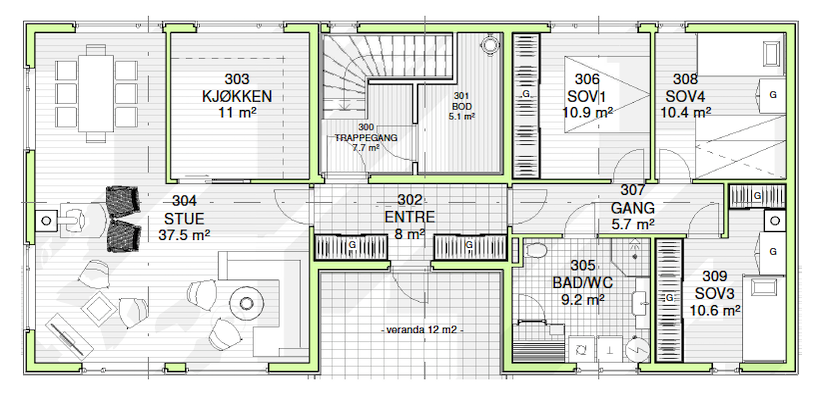 303
KJØKKEN
11 m²
300
TRAPPEGANG
7.7 m²
301
BOD
5.1 m²
G
306
SOV1
10.9 m²
308
SOV4
10.4 m²
G
304
STUE
37.5 m²
302
ENTRE
8 m²
G
G
307
GANG
5.7 m²
G
305
BAD/WC
9.2 m²
T
G
309
SOV3
10.6 m²
G
- veranda 12 m2 -